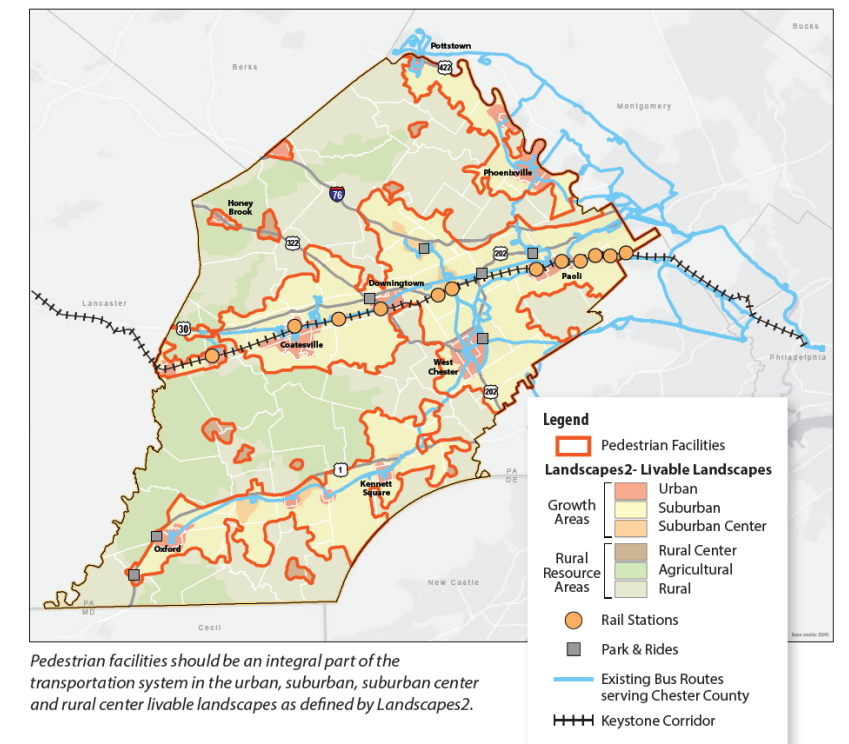 Bucks
Pottstown
422
Berks
Montgomery
Phoenixville
76
Honey
Brook
322
202
Paoli
Downingtown
Lancaster
30
Coatesville
West
Chester
Philadelphia
202
1
PA
DE
Kennett
Square
Oxford
New Castle
PA
MD
Cecil
Legend
Pedestrian Facilities
Landscapes2- Livable Landscapes
Growth
Areas
Urban
Suburban
Suburban Center
Rural
Resource
Areas
Rural Center
Agricultural
Rural
Rail Stations
Park & Rides
Existing Bus Routes
serving Chester County
Keystone Corridor
Base credits: ESRI
Pedestrian facilities should be an integral part of the
transportation system in the urban, suburban, suburban center
and rural center livable landscapes as defined by Landscapes2.